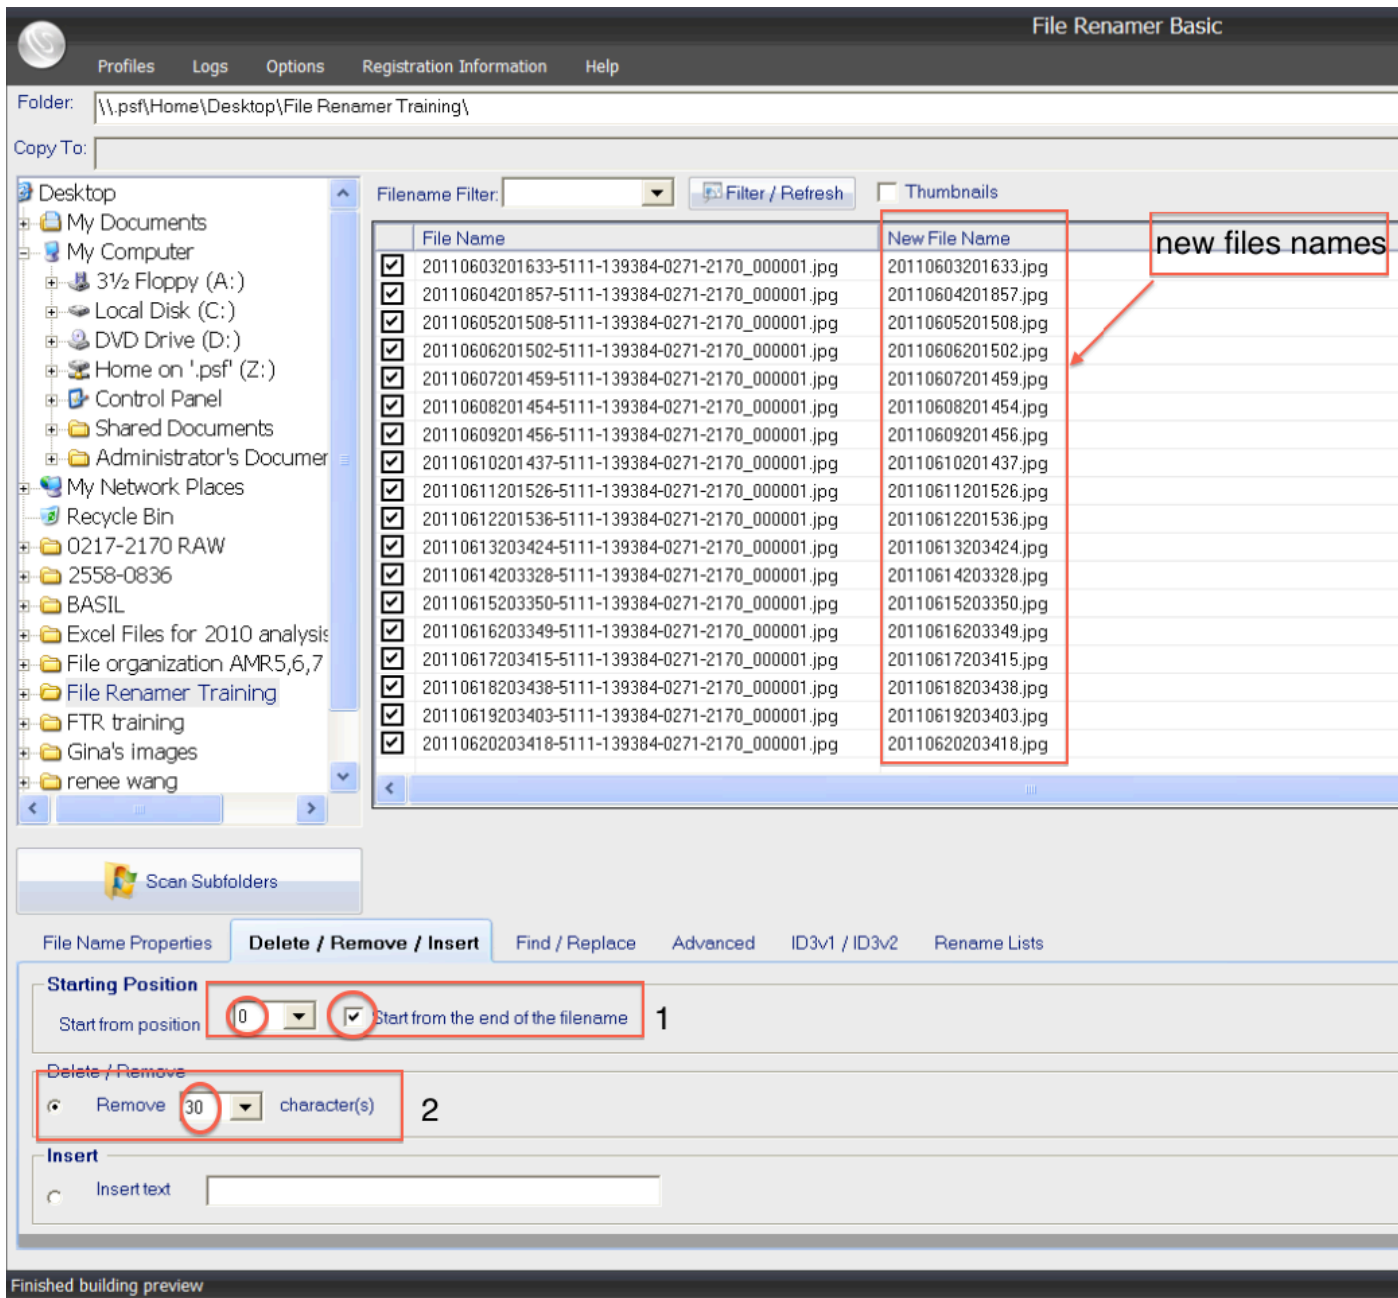 File Renamer Basic
Profiles Logs Options Registration Information Help
Folder: \\.psf\Home\Desktop\File Renamer Training\
Copy To:
Desktop
My Documents
My Computer
3½ Floppy (A:)
Local Disk (C:)
DVD Drive (D:)
Home on '.psf' (Z:)
Control Panel
Shared Documents
Administrator's Documer
My Network Places
Recycle Bin
0217-2170 RAW
2558-0836
BASIL
Excel Files for 2010 analysis
File organization AMR5,6,7
File Renamer Training
FTR training
Gina's images
renee wang
Filename Filter: Filter / Refresh Thumbnails
File Name New File Name
new files names
20110603201633-5111-139384-0271-2170_000001.jpg 20110603201633.jpg
20110604201857-5111-139384-0271-2170_000001.jpg 20110604201857.jpg
20110605201508-5111-139384-0271-2170_000001.jpg 20110605201508.jpg
20110606201502-5111-139384-0271-2170_000001.jpg 20110606201502.jpg
20110607201459-5111-139384-0271-2170_000001.jpg 20110607201459.jpg
20110608201454-5111-139384-0271-2170_000001.jpg 20110608201454.jpg
20110609201456-5111-139384-0271-2170_000001.jpg 20110609201456.jpg
20110610201437-5111-139384-0271-2170_000001.jpg 20110610201437.jpg
20110611201526-5111-139384-0271-2170_000001.jpg 20110611201526.jpg
20110612201536-5111-139384-0271-2170_000001.jpg 20110612201536.jpg
20110613203424-5111-139384-0271-2170_000001.jpg 20110613203424.jpg
20110614203328-5111-139384-0271-2170_000001.jpg 20110614203328.jpg
20110615203350-5111-139384-0271-2170_000001.jpg 20110615203350.jpg
20110616203349-5111-139384-0271-2170_000001.jpg 20110616203349.jpg
20110617203415-5111-139384-0271-2170_000001.jpg 20110617203415.jpg
20110618203438-5111-139384-0271-2170_000001.jpg 20110618203438.jpg
20110619203403-5111-139384-0271-2170_000001.jpg 20110619203403.jpg
20110620203418-5111-139384-0271-2170_000001.jpg 20110620203418.jpg
Scan Subfolders
File Name Properties Delete / Remove / Insert Find / Replace Advanced ID3v1 / ID3v2 Rename Lists
Starting Position
Start from position 0 Start from the end of the filename 1
Delete / Remove
Remove 30 character(s) 2
Insert
Insert text
Finished building preview